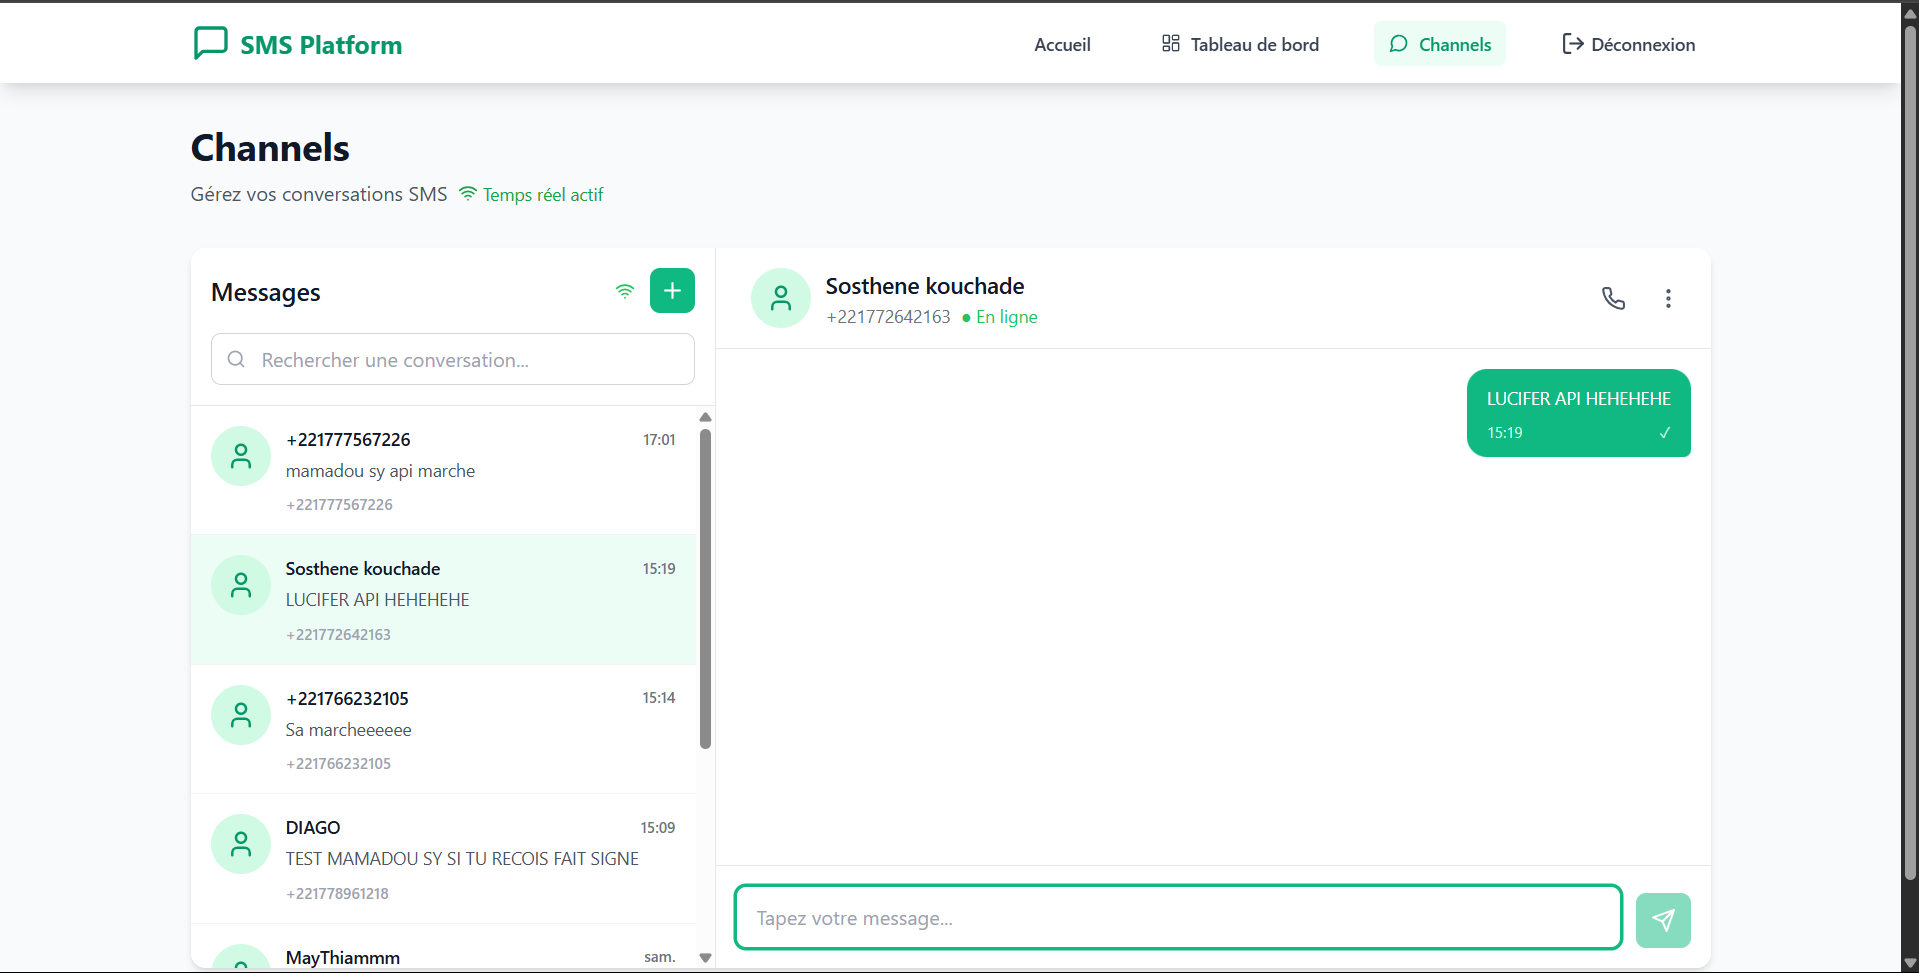 SMS Platform
Accueil
Tableau de bord
Channels
Déconnexion
Channels
Gérez vos conversations SMS
Temps réel actif
Messages
Rechercher une conversation...
+221777567226
17:01
mamadou sy api marche
+221777567226
Sosthene kouchade
15:19
LUCIFER API HEHEHEHE
+221772642163
+221766232105
15:14
Sa marcheeeeee
+221766232105
DIAGO
15:09
TEST MAMADOU SY SI TU RECOIS FAIT SIGNE
+221778961218
MayThiammm
sam.
Sosthene kouchade
+221772642163
En ligne
LUCIFER API HEHEHEHE
15:19
Tapez votre message...